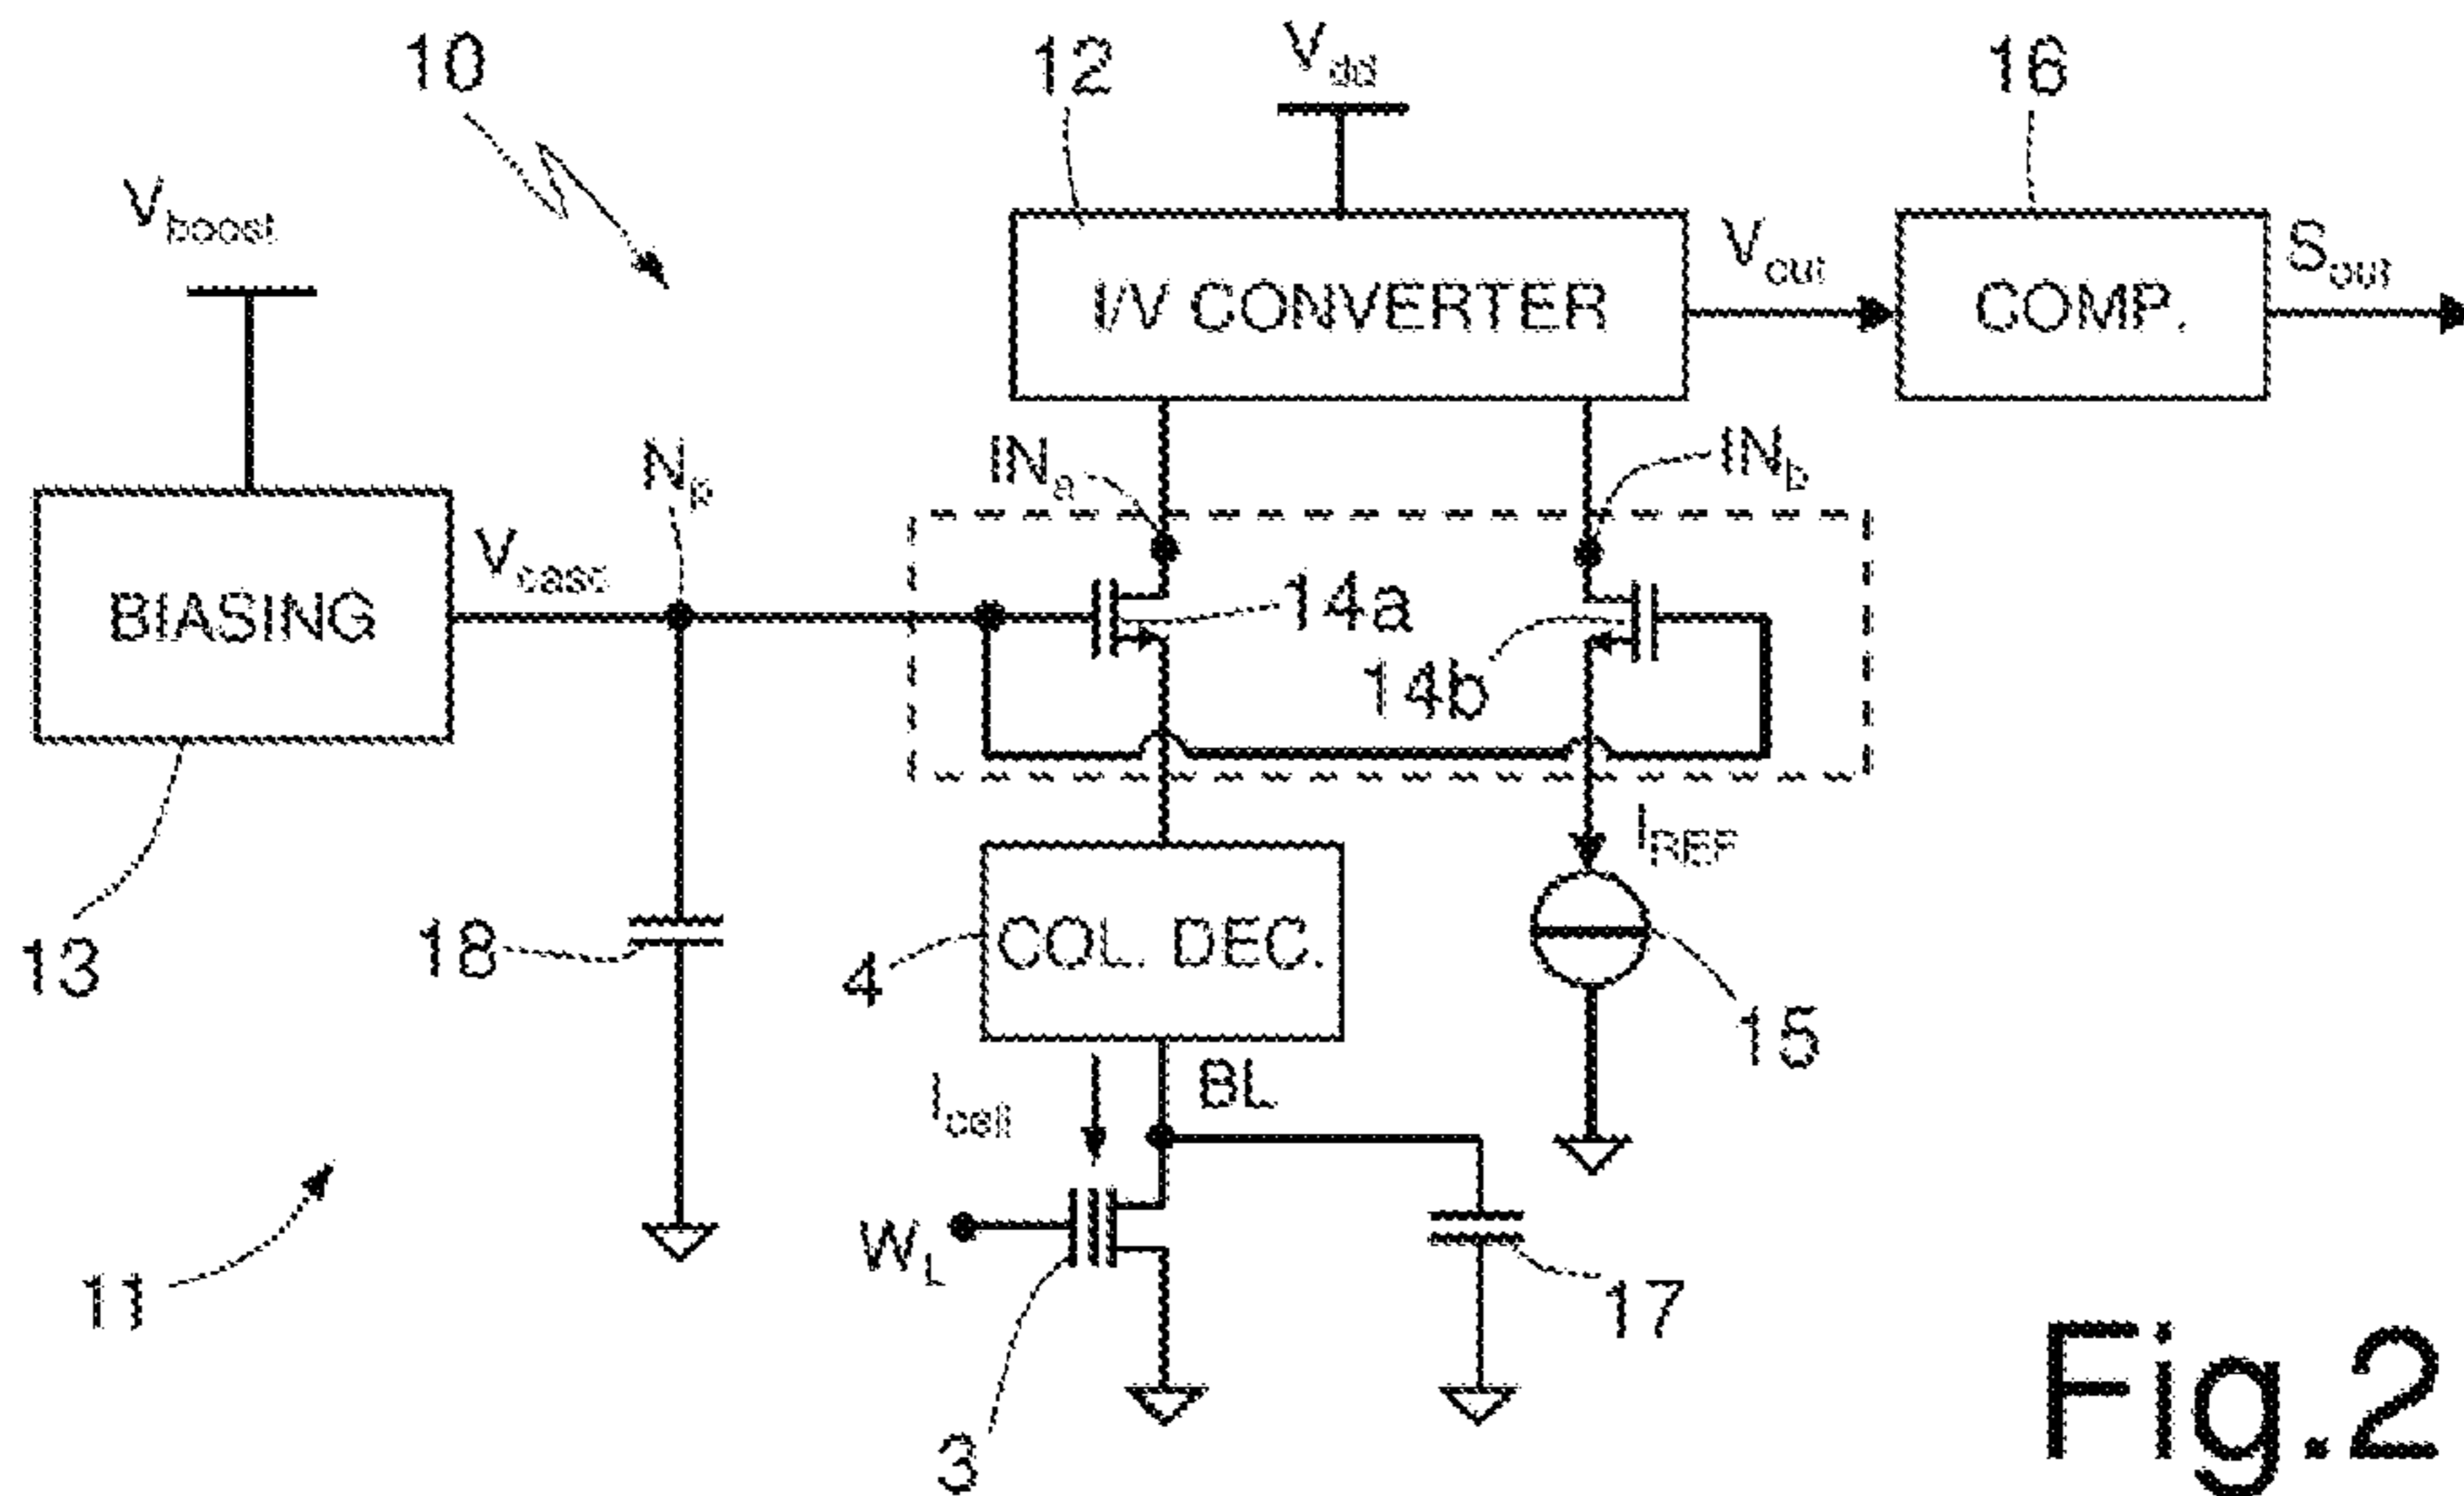 10
12
Vdd
16
Vboost
I/V CONVERTER
Vout
COMP.
Sout
Np
INa
INb
BIASING
Vcasc
14a
14b
IREF
13
18
4
COL. DEC.
15
Icell
BL
WL
11
17
3
Fig.2